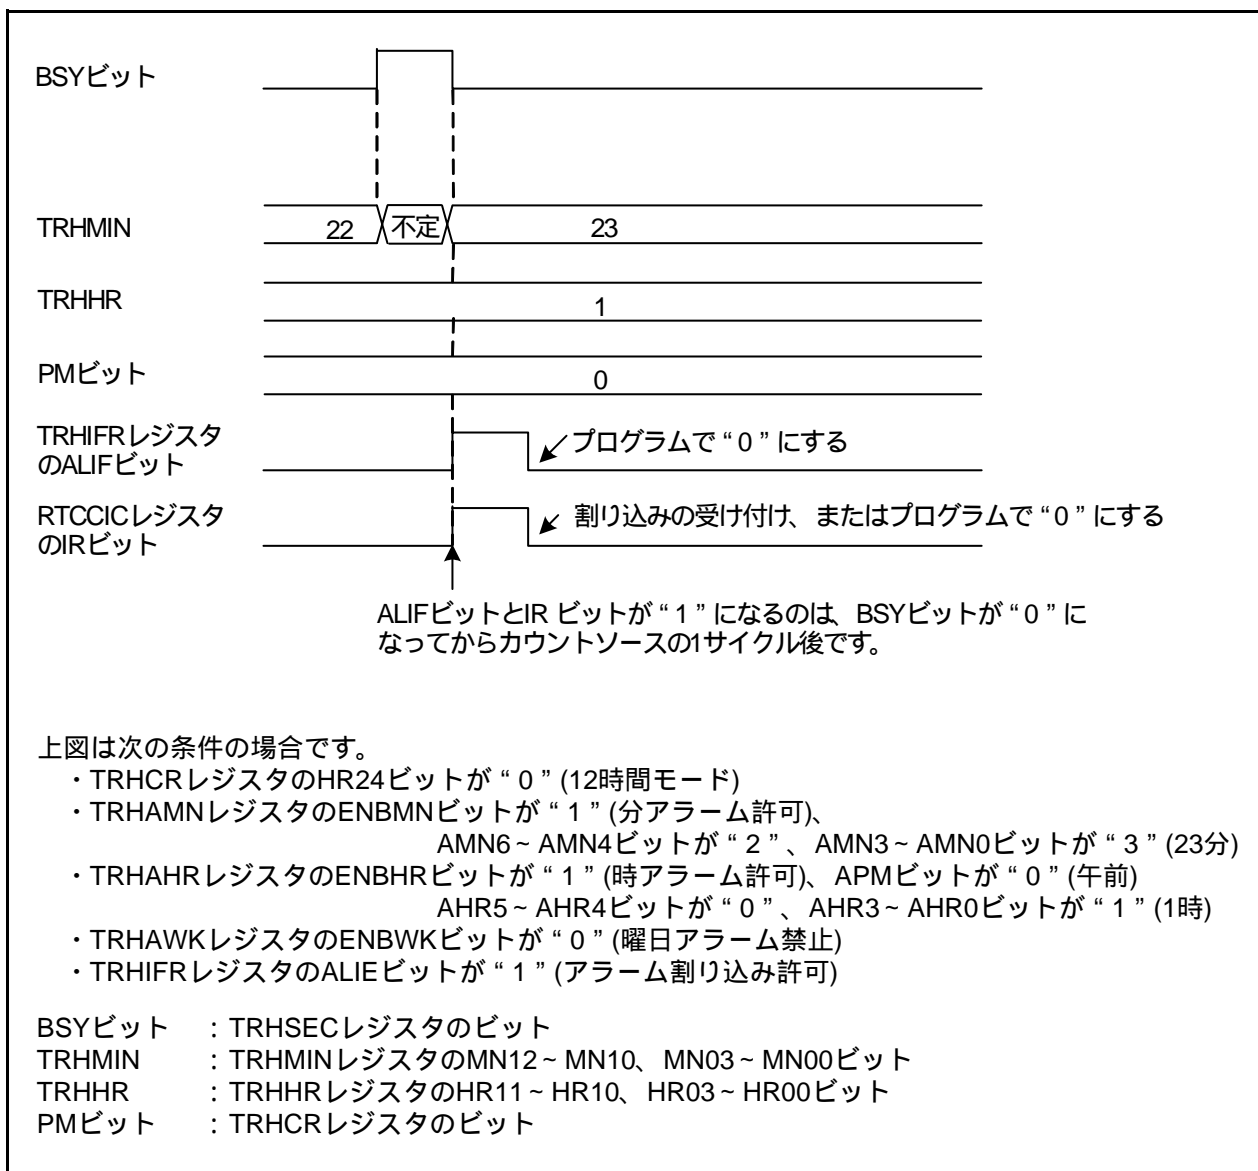 BSYビット
TRHMIN
22
不定
23
TRHHR
1
PMビット
0
TRHIFRレジスタ
のALIFビット
プログラムで“0”にする
RTCCICレジスタ
のIRビット
割り込みの受け付け、またはプログラムで“0”にする
ALIFビットとIR ビットが“1”になるのは、BSYビットが“0”に
なってからカウントソースの1サイクル後です。
上図は次の条件の場合です。
・TRHCRレジスタのHR24ビットが“0”(12時間モード)
・TRHAMNレジスタのENBMNビットが“1”(分アラーム許可)、
AMN6~AMN4ビットが“2”、AMN3~AMN0ビットが“3”(23分)
・TRHAHRレジスタのENBHRビットが“1”(時アラーム許可)、APMビットが“0”(午前)
AHR5~AHR4ビットが“0”、AHR3~AHR0ビットが“1”(1時)
・TRHAWKレジスタのENBWKビットが“0”(曜日アラーム禁止)
・TRHIFRレジスタのALIEビットが“1”(アラーム割り込み許可)
BSYビット : TRHSECレジスタのビット
TRHMIN : TRHMINレジスタのMN12~MN10、MN03~MN00ビット
TRHHR : TRHHRレジスタのHR11~HR10、HR03~HR00ビット
PMビット : TRHCRレジスタのビット